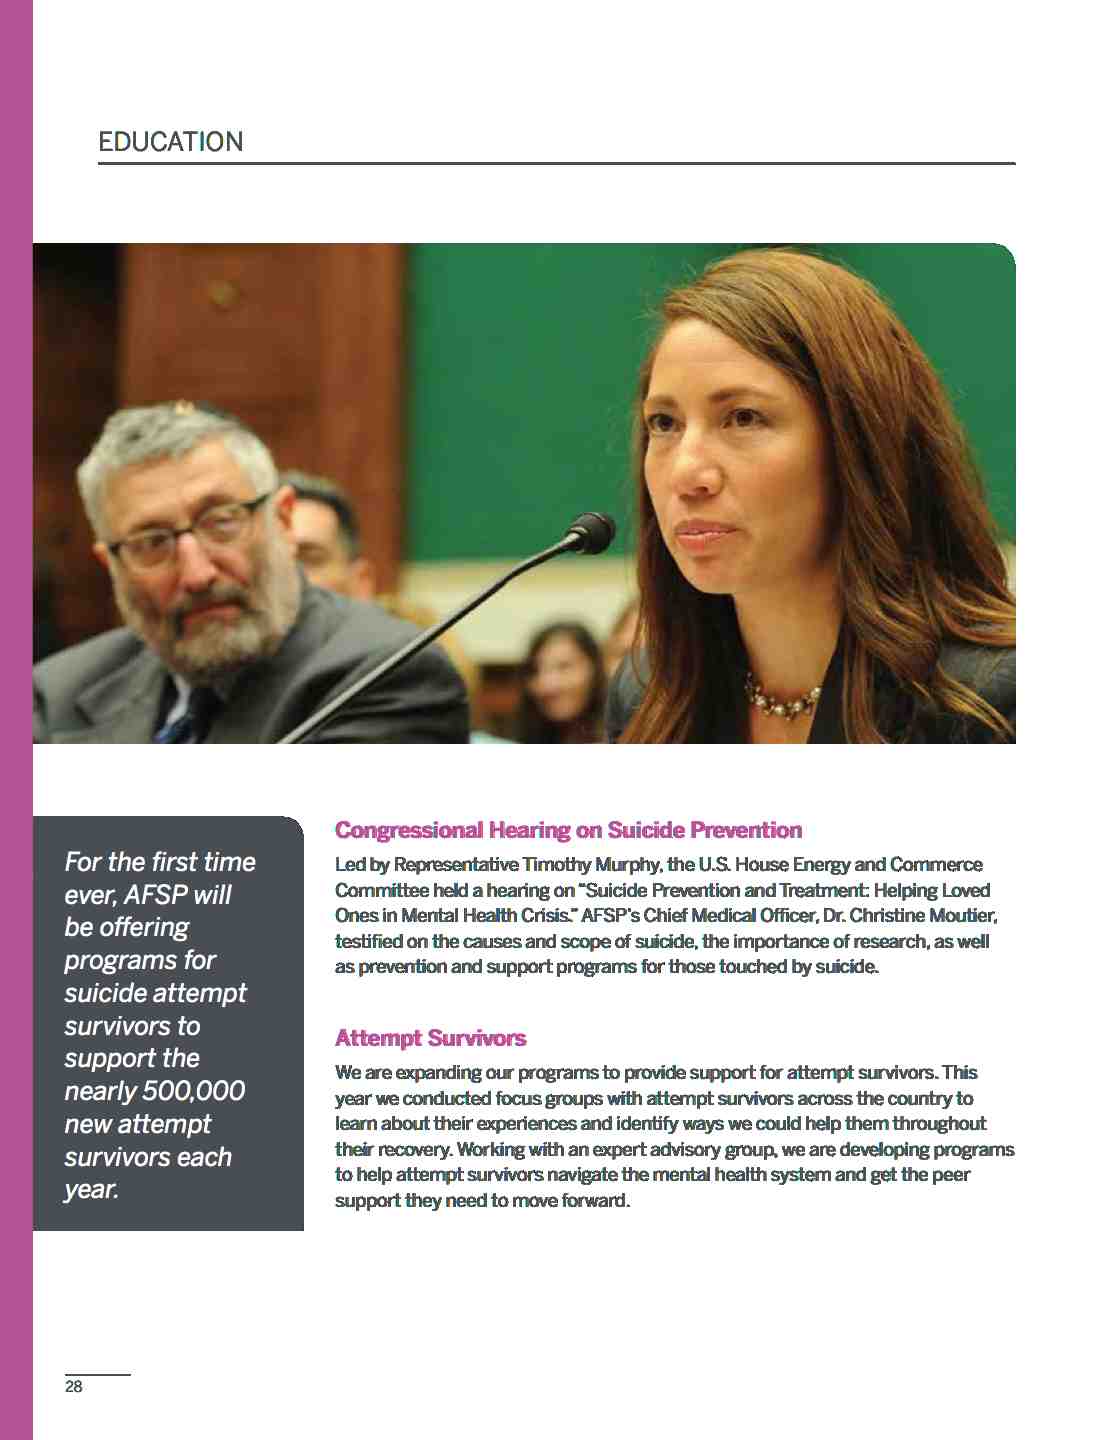 EDUCATION
For the first time
ever, AFSP will
be offering
programs for
suicide attempt
survivors to
support the
nearly 500,000
new attempt
survivors each
year.
Congressional Hearing on Suicide Prevention
Led by Representative Timothy Murphy, the U.S. House Energy and Commerce
Committee held a hearing on “Suicide Prevention and Treatment: Helping Loved
Ones in Mental Health Crisis.” AFSP’s Chief Medical Officer, Dr. Christine Moutier,
testified on the causes and scope of suicide, the importance of research, as well
as prevention and support programs for those touched by suicide.
Attempt Survivors
We are expanding our programs to provide support for attempt survivors. This
year we conducted focus groups with attempt survivors across the country to
learn about their experiences and identify ways we could help them throughout
their recovery. Working with an expert advisory group, we are developing programs
to help attempt survivors navigate the mental health system and get the peer
support they need to move forward.
28